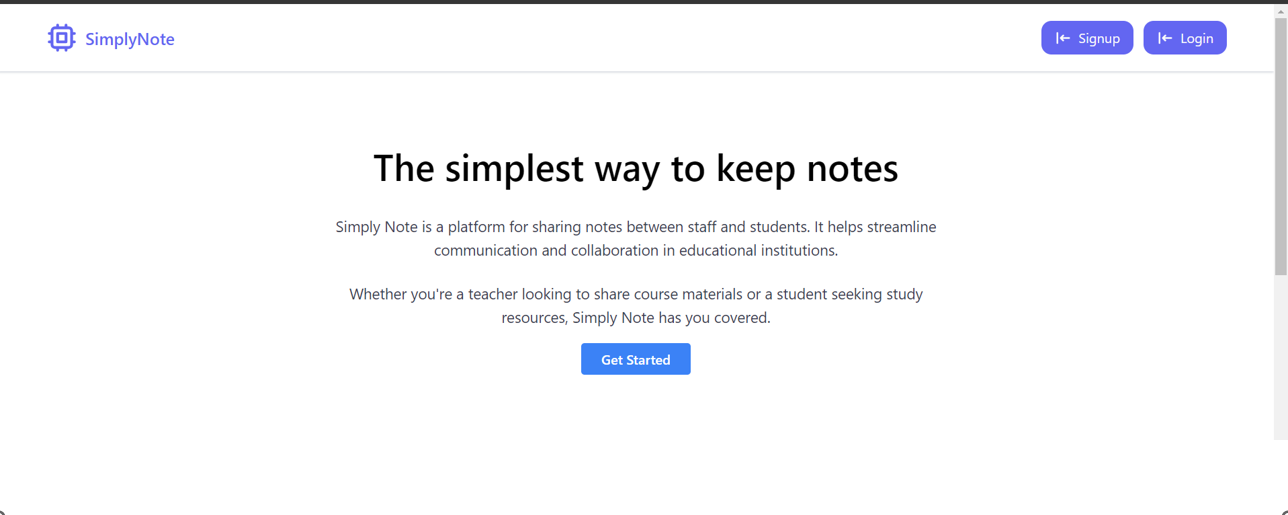 SimplyNote
Signup
Login
The simplest way to keep notes
Simply Note is a platform for sharing notes between staff and students. It helps streamline
communication and collaboration in educational institutions.
Whether you're a teacher looking to share course materials or a student seeking study
resources, Simply Note has you covered.
Get Started